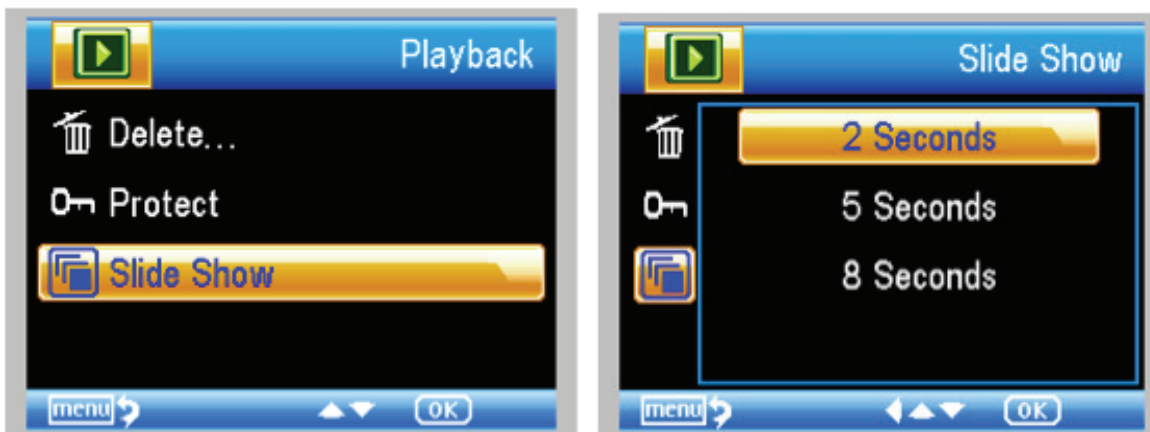 Playback
Delete...
Protect
Slide Show
menu OK
Slide Show
2 Seconds
5 Seconds
8 Seconds
menu OK